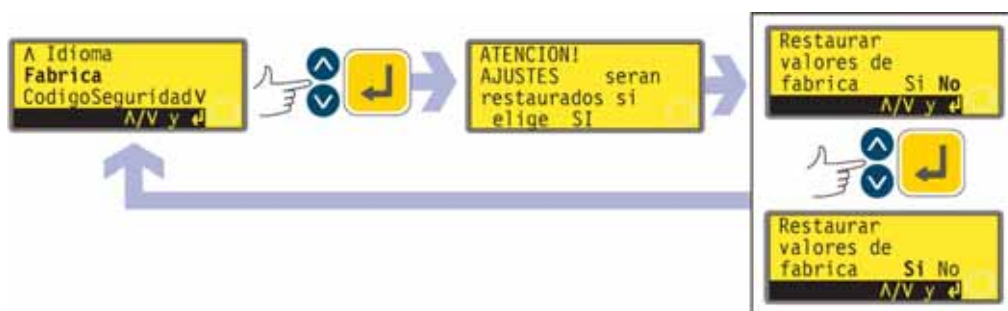 Λ Idioma
Fabrica
CodigoSeguridadV
Λ/V y ↵
ATENCION!
AJUSTES seran
restaurados si
elige SI
Restaurar
valores de
fabrica Si No
Λ/V y ↵
Restaurar
valores de
fabrica Si No
Λ/V y ↵